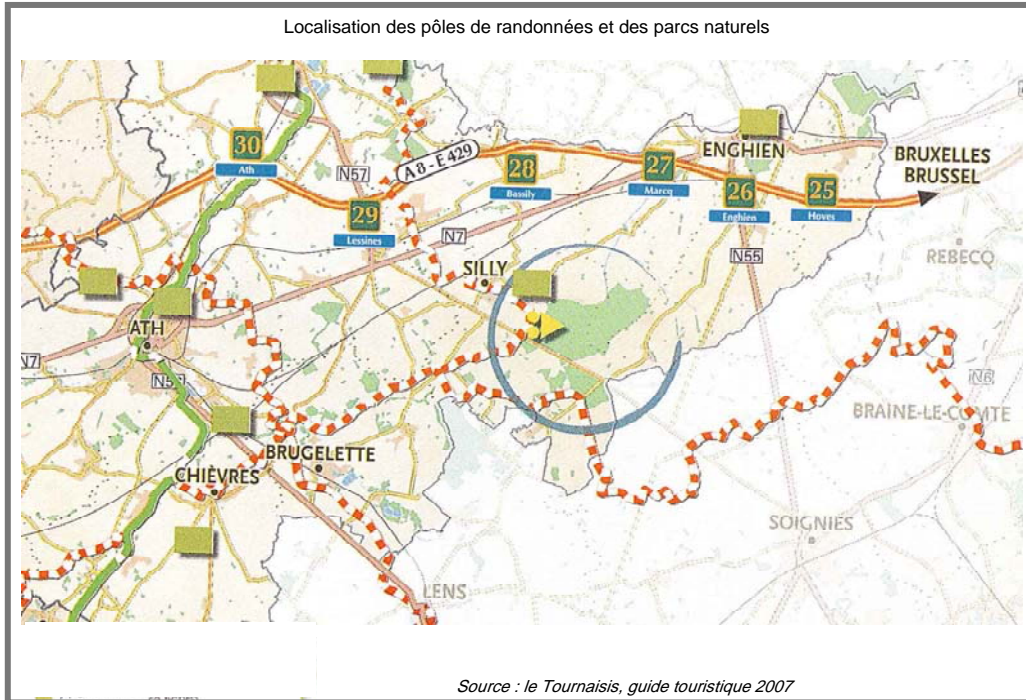 Localisation des pôles de randonnées et des parcs naturels
30
Ath
N57
A8 - E429
28
Bassily
27
Marcq
ENGHIEN
BRUXELLES
BRUSSEL
29
Lessines
26
Enghien
25
Hoves
N7
SILLY
N55
REBECQ
ATH
N7
N6
BRAINE-LE-COMTE
BRUGELETTE
CHIÈVRES
SOIGNIES
LENS
Source : le Tournaisis, guide touristique 2007